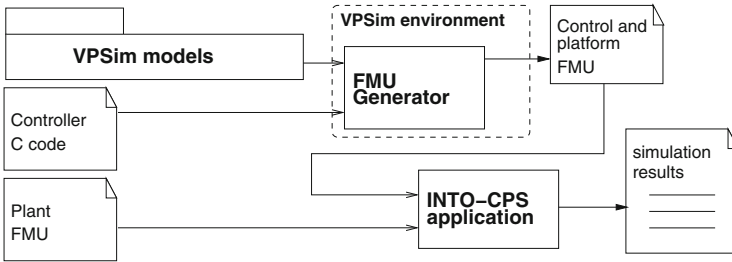 VPSim environment
VPSim models
Control and
platform
FMU
FMU
Generator
Controller
C code
simulation
results
Plant
FMU
INTO–CPS
application